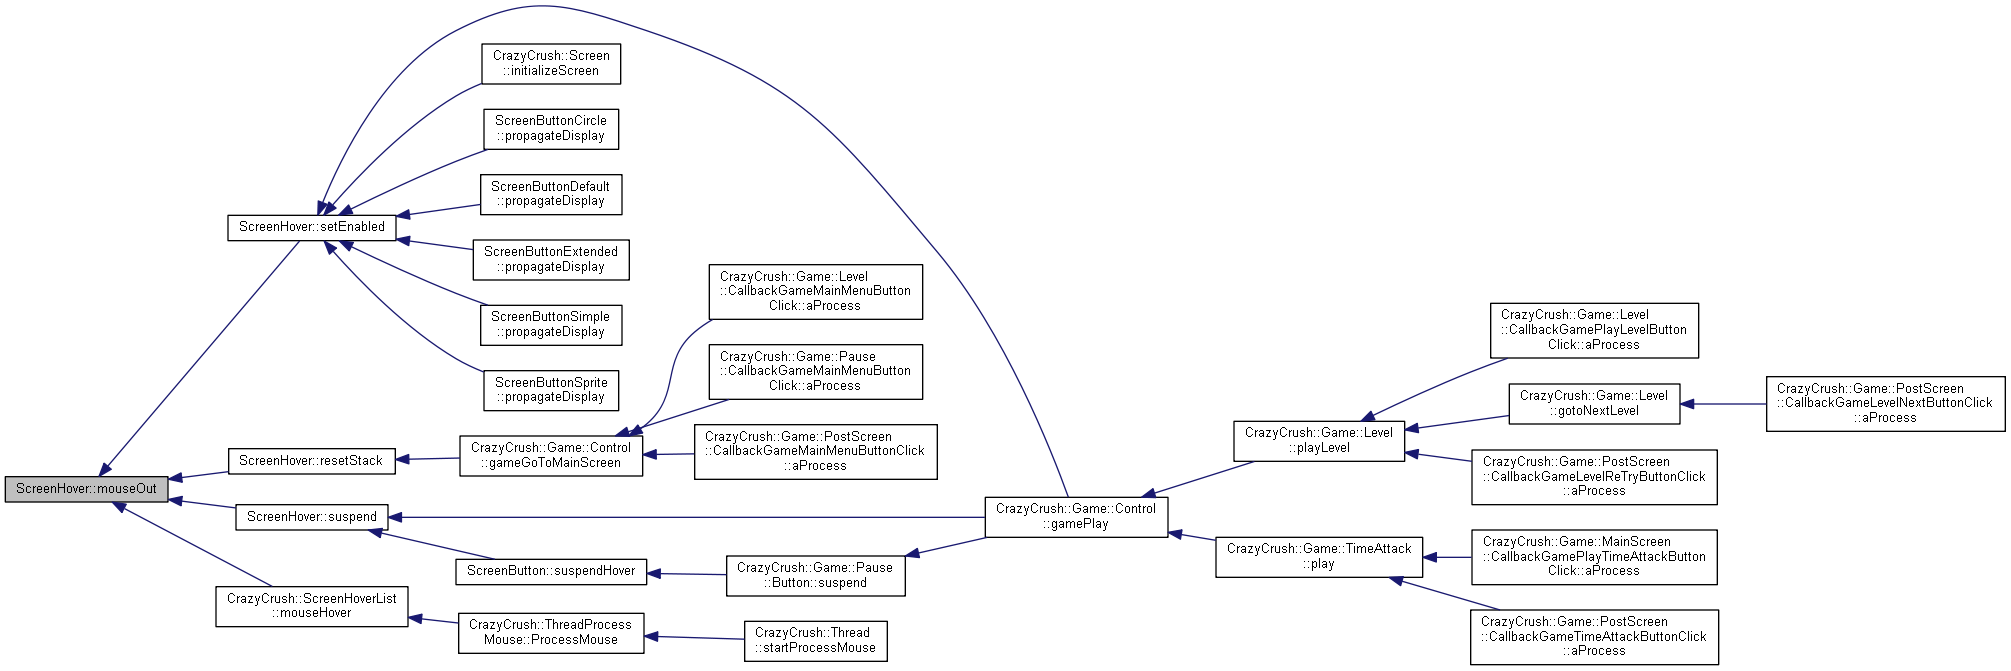 CrazyCrush::Screen
::initializeScreen
ScreenButtonCircle
::propagateDisplay
ScreenButtonDefault
::propagateDisplay
ScreenHover::setEnabled
ScreenButtonExtended
::propagateDisplay
CrazyCrush::Game::Level
::CallbackGameMainMenuButton
Click::aProcess
ScreenButtonSimple
::propagateDisplay
CrazyCrush::Game::Pause
::CallbackGameMainMenuButton
Click::aProcess
ScreenButtonSprite
::propagateDisplay
CrazyCrush::Game::Level
::CallbackGamePlayLevelButton
Click::aProcess
CrazyCrush::Game::Level
::gotoNextLevel
CrazyCrush::Game::PostScreen
::CallbackGameLevelNextButtonClick
::aProcess
ScreenHover::resetStack
CrazyCrush::Game::Control
::gameGoToMainScreen
CrazyCrush::Game::PostScreen
::CallbackGameMainMenuButtonClick
::aProcess
CrazyCrush::Game::Level
::playLevel
CrazyCrush::Game::PostScreen
::CallbackGameLevelReTryButtonClick
::aProcess
ScreenHover::mouseOut
ScreenHover::suspend
CrazyCrush::Game::Control
::gamePlay
CrazyCrush::Game::TimeAttack
::play
CrazyCrush::Game::MainScreen
::CallbackGamePlayTimeAttackButton
Click::aProcess
ScreenButton::suspendHover
CrazyCrush::Game::Pause
::Button::suspend
CrazyCrush::ScreenHoverList
::mouseHover
CrazyCrush::ThreadProcess
Mouse::ProcessMouse
CrazyCrush::Thread
::startProcessMouse
CrazyCrush::Game::PostScreen
::CallbackGameTimeAttackButtonClick
::aProcess